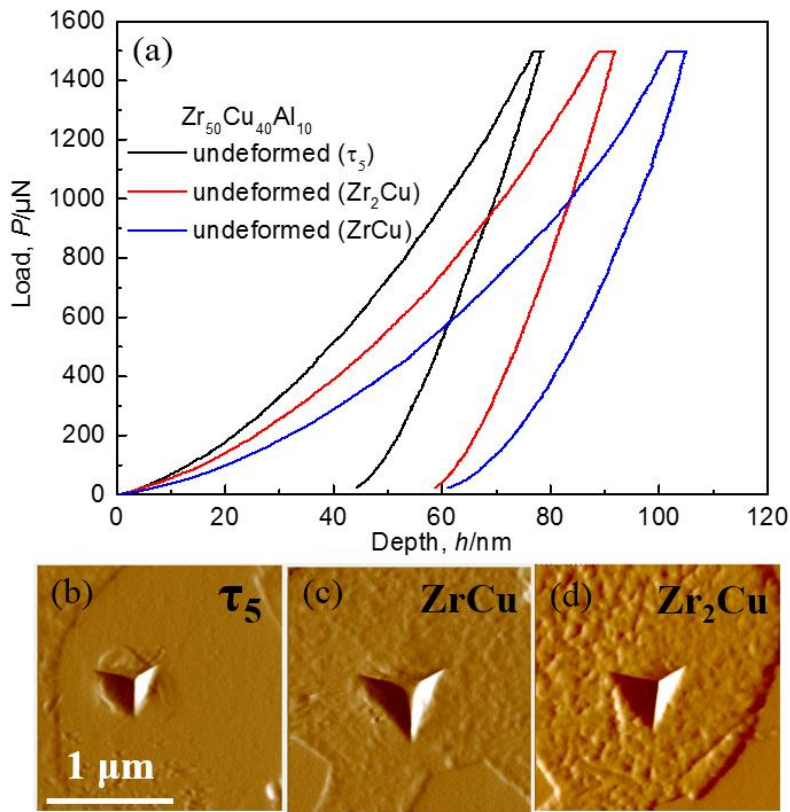 1600
(a)
1400
Zr50Cu40Al10
1200
undeformed (τ5)
1000
undeformed (Zr2Cu)
undeformed (ZrCu)
800
600
400
200
0
Load, P/μN
0 20 40 60 80 100 120
Depth, h/nm
(b) τ5
(c) ZrCu
(d) Zr2Cu
1 μm